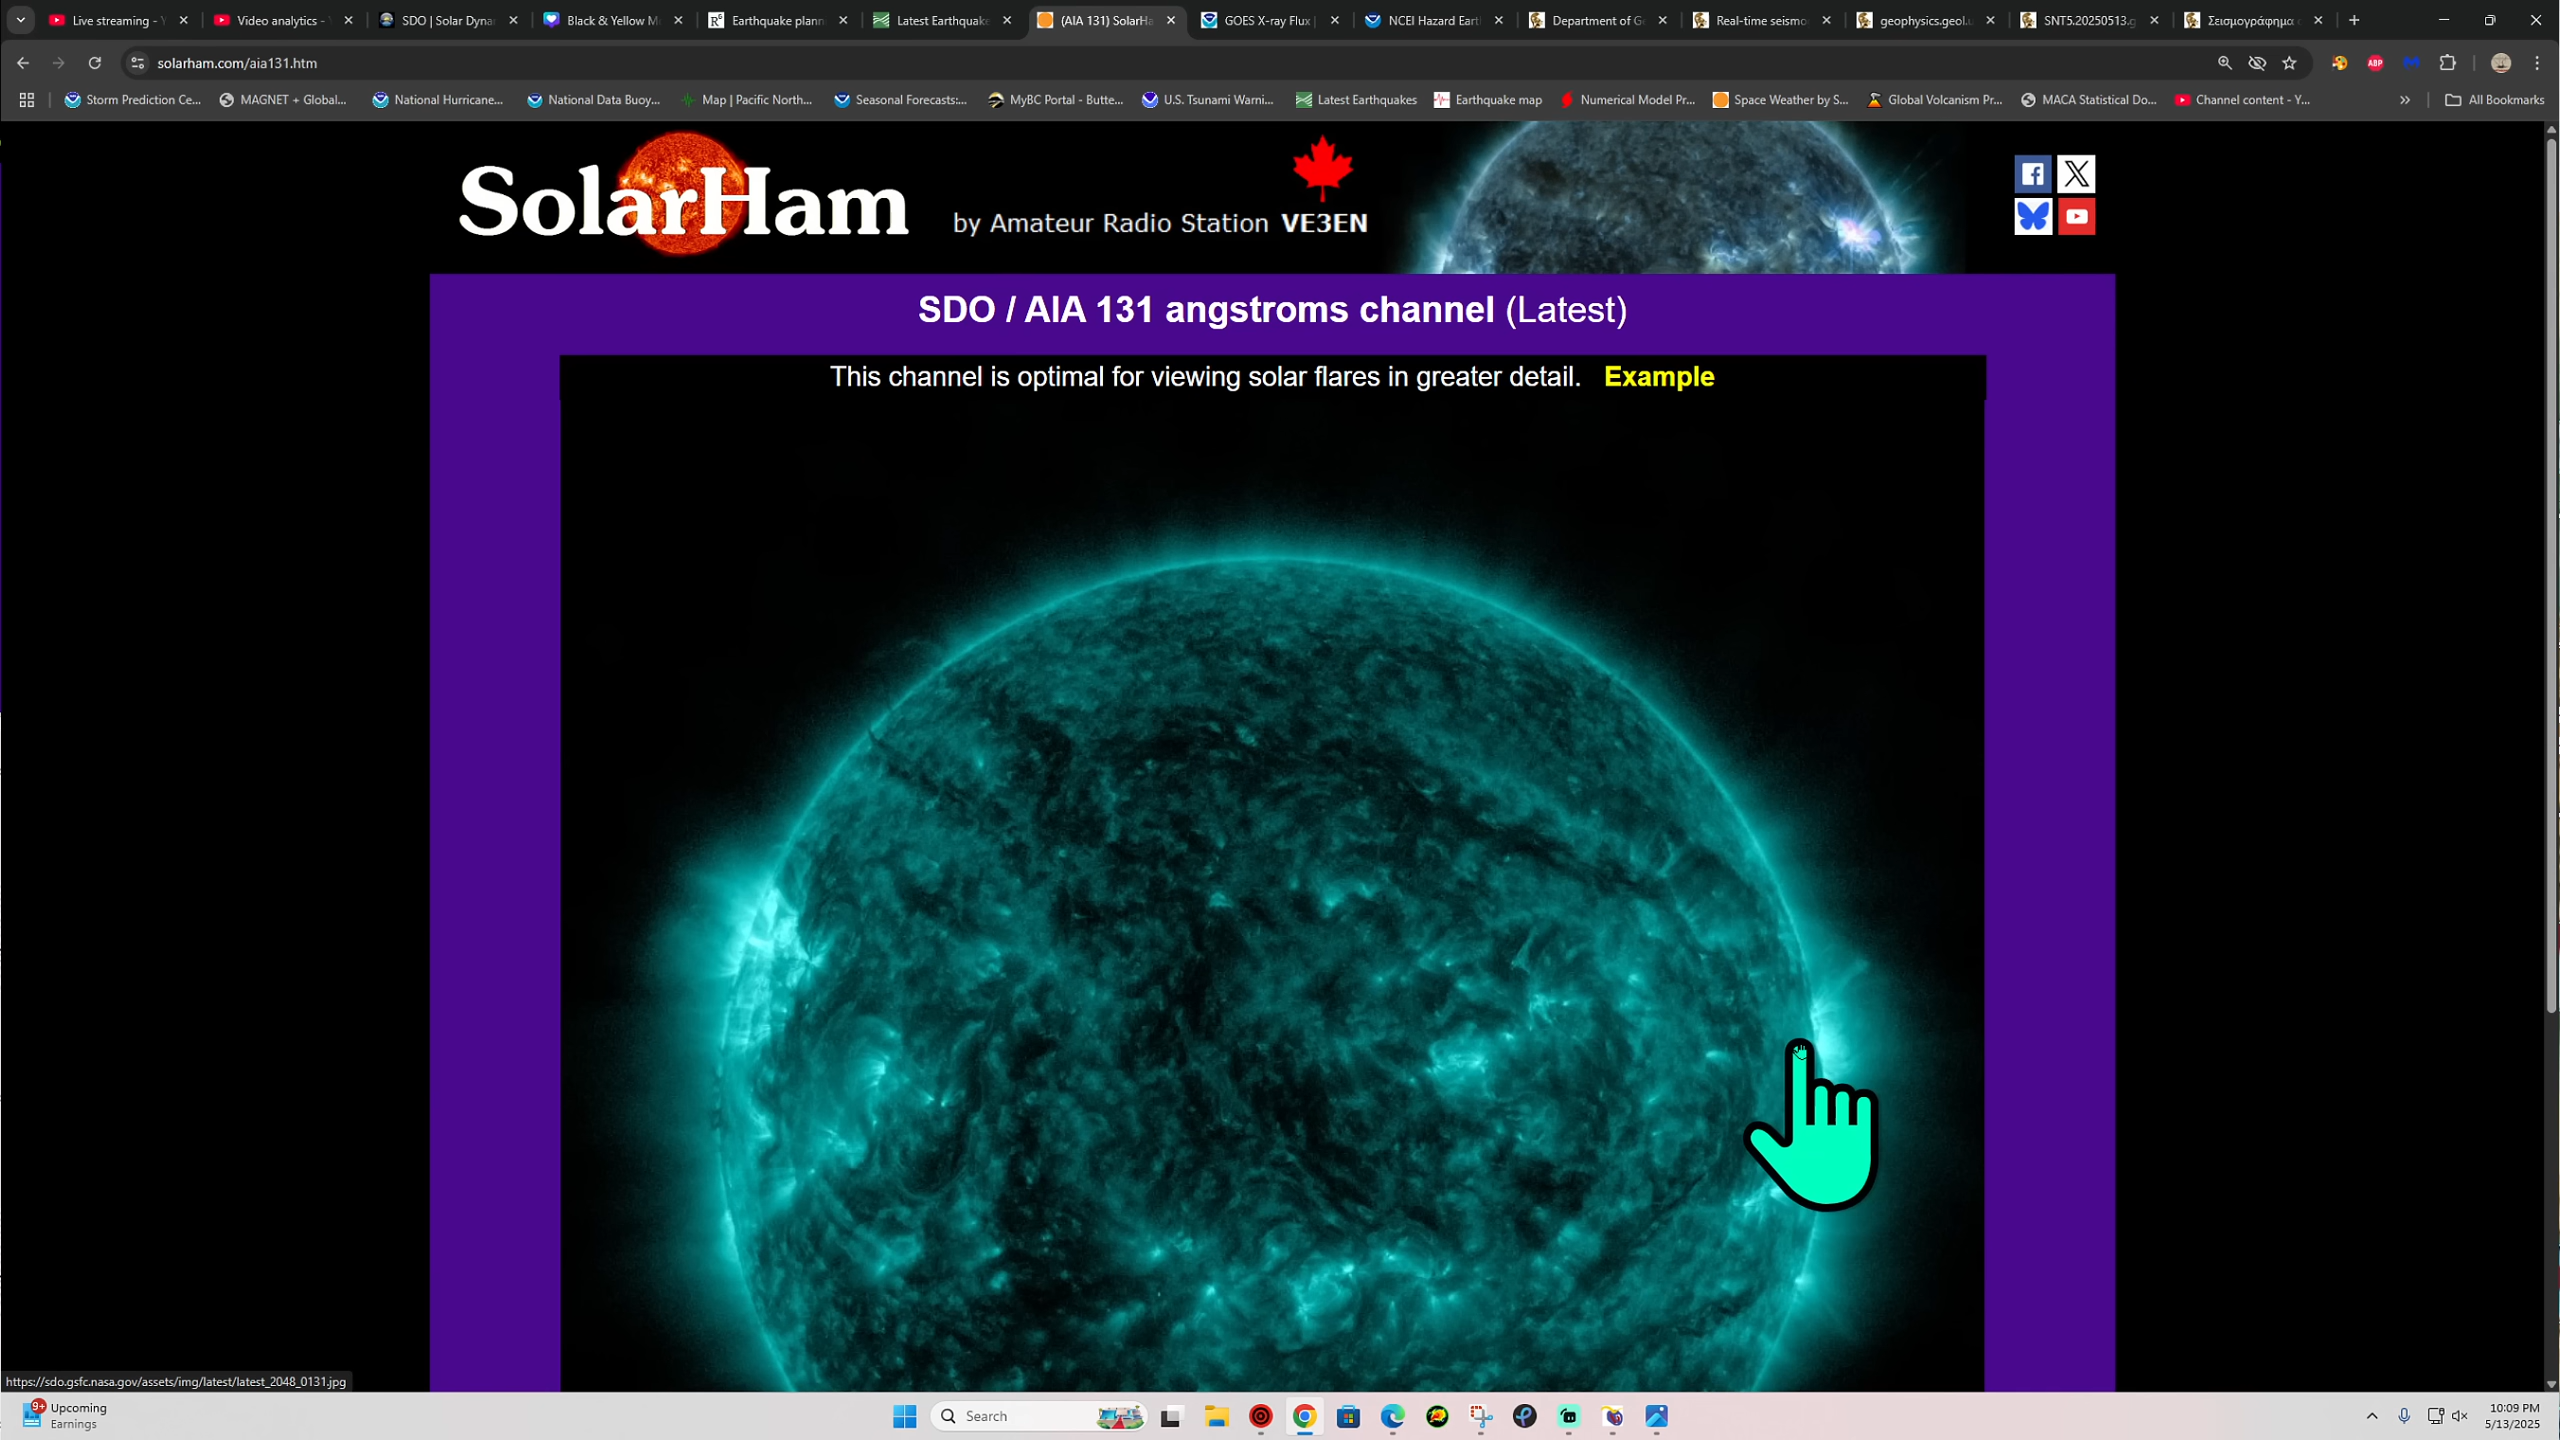 Live streaming -
Video analytics -
SDO | Solar Dyna
Black & Yellow M
Earthquake plann
Latest Earthquake
(AIA 131) SolarHa
GOES X-ray Flux |
NCEI Hazard Eart
Department of Ge
Real-time seismo
geophysics.geol.u
SNT5.20250513.g
Σεισμογράφημα
solarham.com/aia131.htm
ABP
Storm Prediction Ce...
MAGNET + Global...
National Hurricane...
National Data Buoy...
Map | Pacific North...
Seasonal Forecasts:...
MyBC Portal - Butte...
U.S. Tsunami Warni...
Latest Earthquakes
Earthquake map
Numerical Model Pr...
Space Weather by S...
Global Volcanism Pr...
MACA Statistical Do...
Channel content - Y...
All Bookmarks
SolarHam
by Amateur Radio Station VE3EN
SDO / AIA 131 angstroms channel (Latest)
This channel is optimal for viewing solar flares in greater detail. Example
https://sdo.gsfc.nasa.gov/assets/img/latest/latest_2048_0131.jpg
9+
Upcoming
Earnings
Search
10:09 PM
5/13/2025